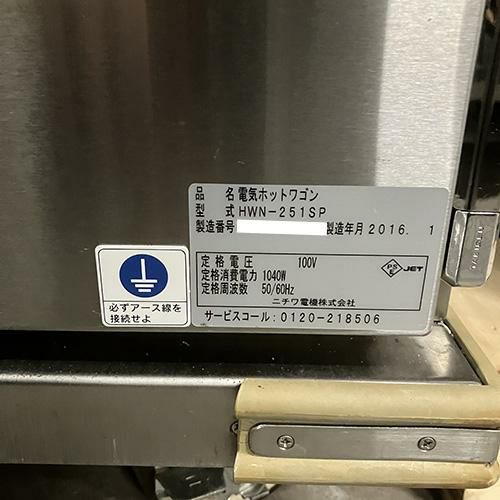 品 名 電気ホットワゴン
型 式 HWN-251SP
製造番号 製造年月 2016. 1
定格電圧 100V
定格消費電力 1040W
定格周波数 50/60Hz
PS E JET
ニチワ電機株式会社
サービスコール:0120-218506
必ずアース線を
接続せよ